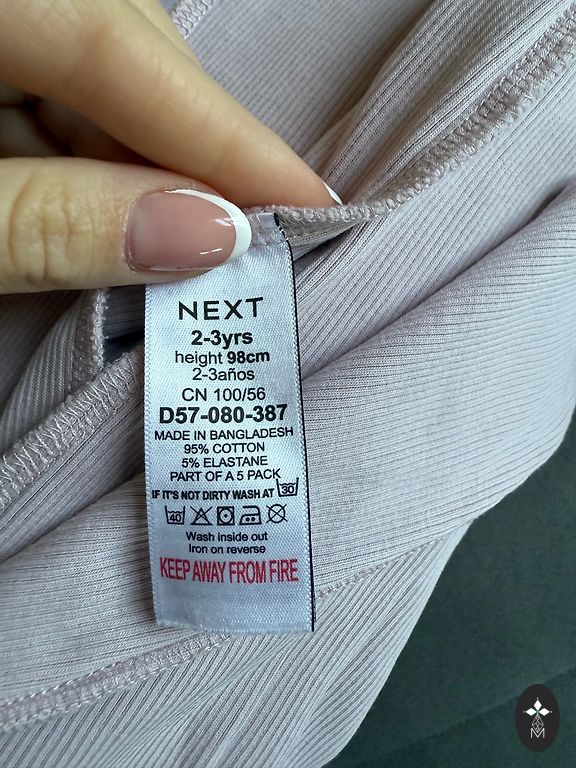 NEXT
2-3yrs
height 98cm
2-3años
CN 100/56
D57-080-387
MADE IN BANGLADESH
95% COTTON
5% ELASTANE
PART OF A 5 PACK
IF IT'S NOT DIRTY WASH AT 30
40
Wash inside out
Iron on reverse
KEEP AWAY FROM FIRE
M